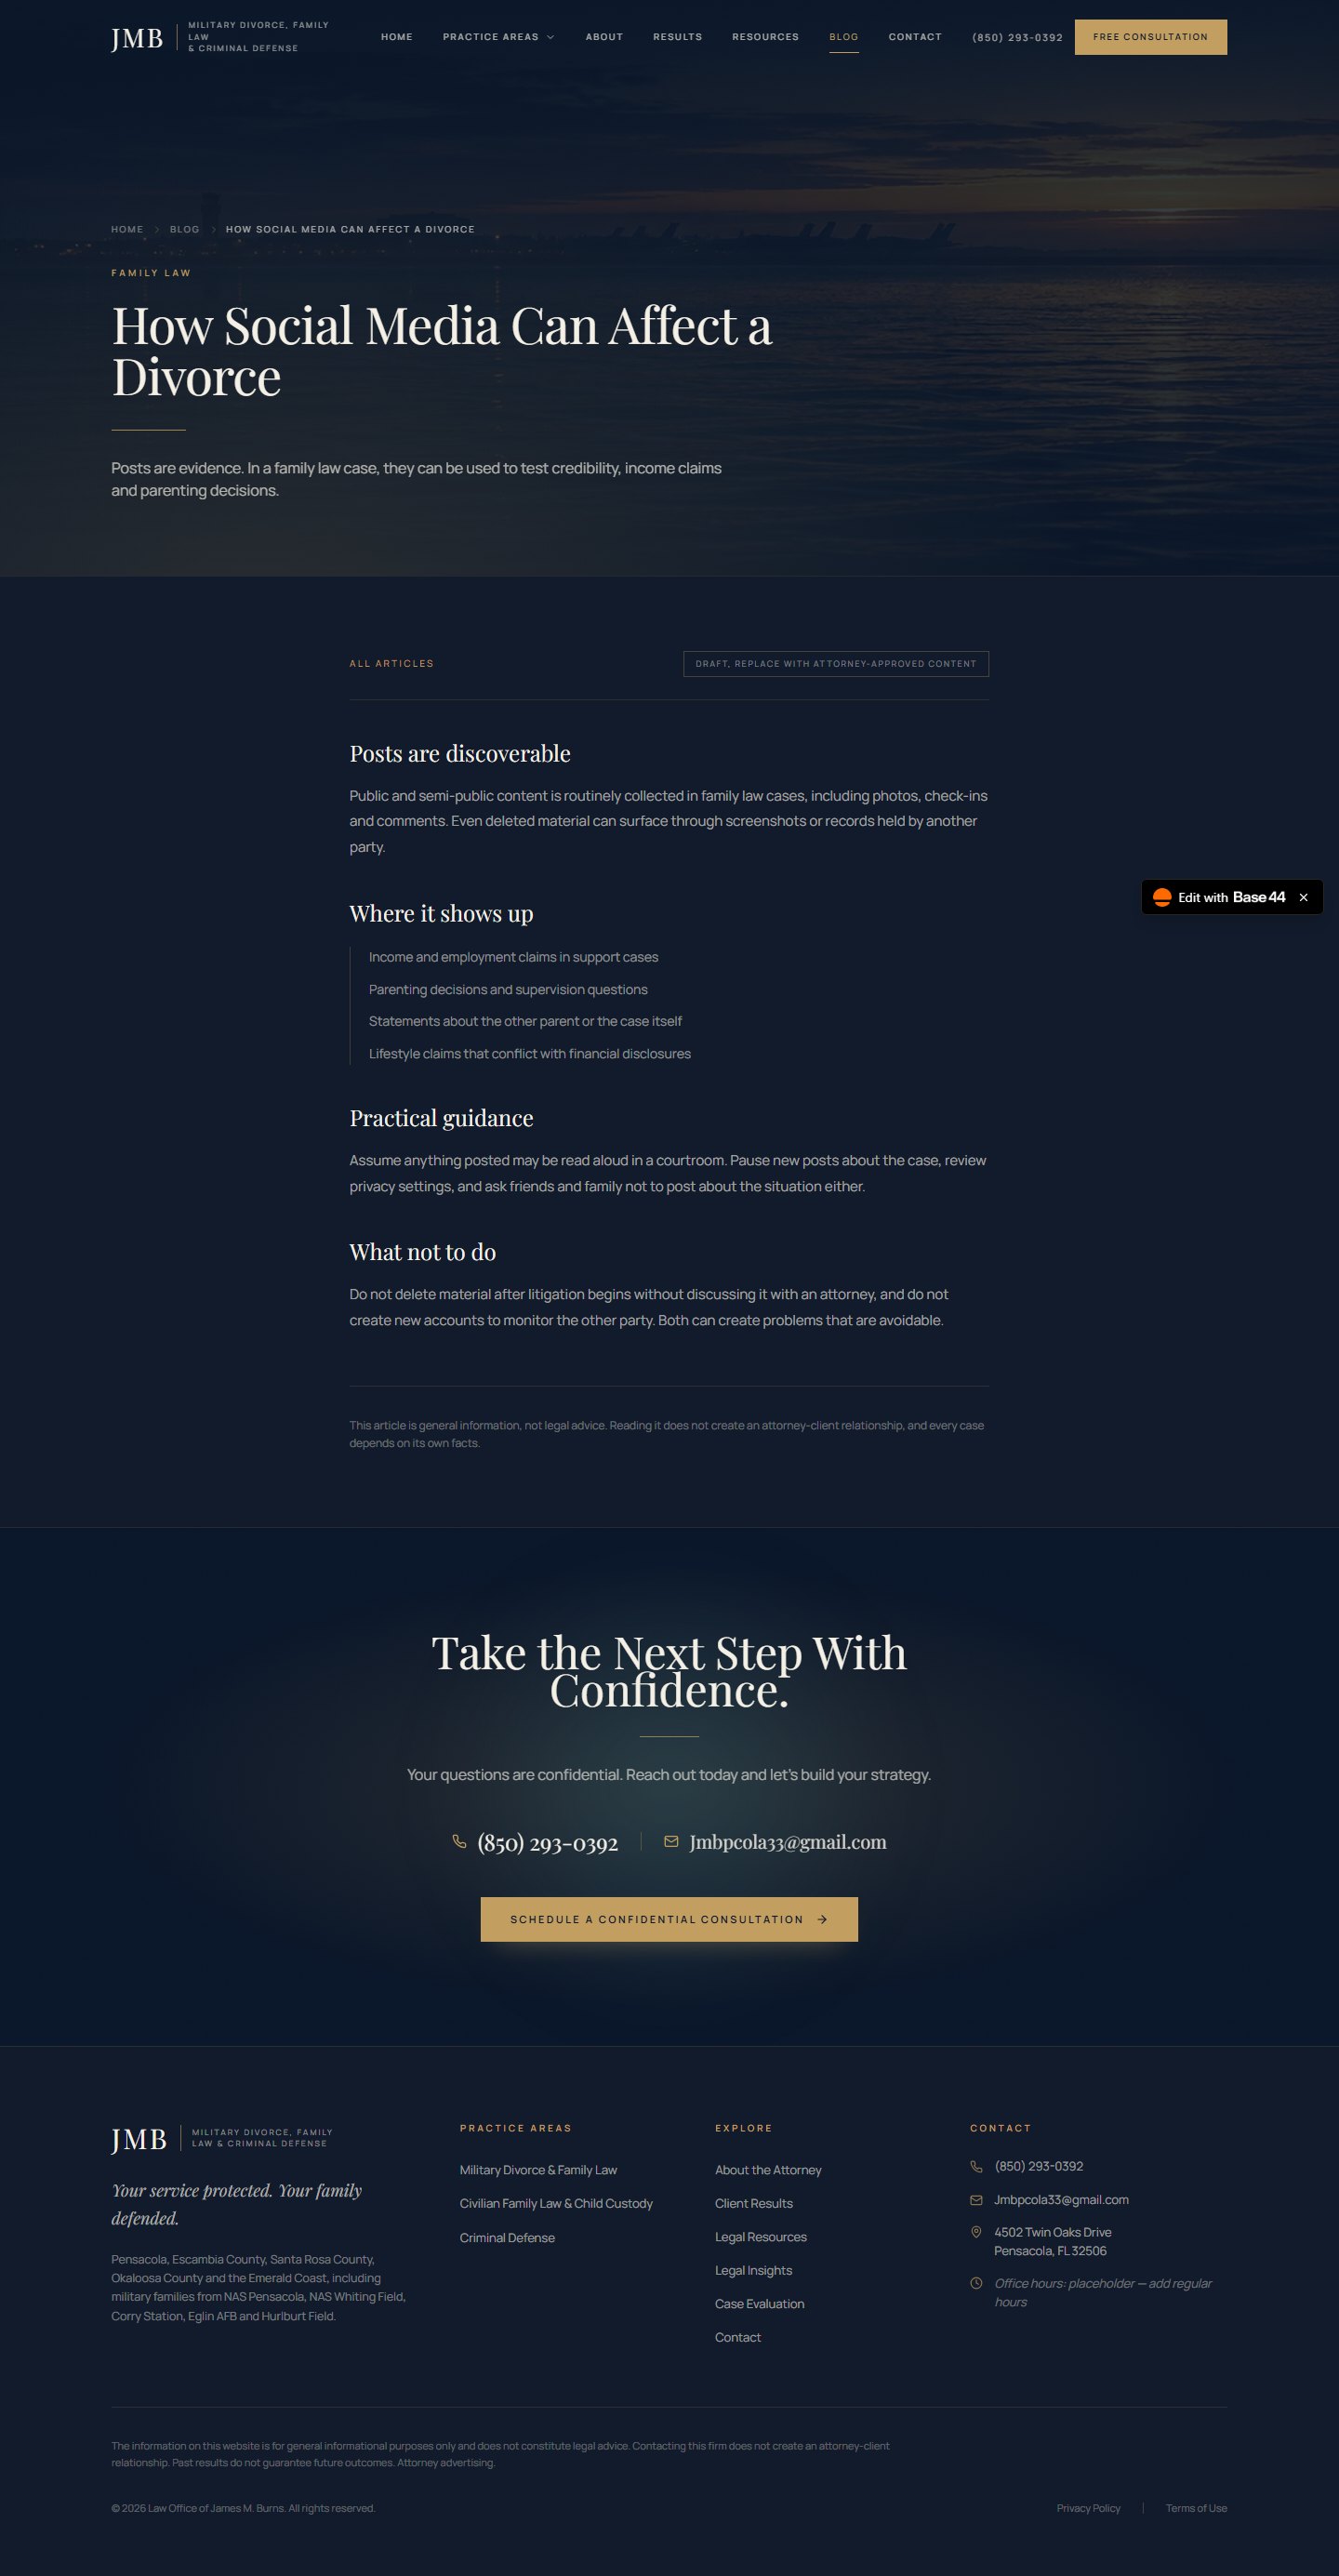 JMB
MILITARY DIVORCE, FAMILY
LAW
& CRIMINAL DEFENSE
HOME
PRACTICE AREAS
ABOUT
RESULTS
RESOURCES
BLOG
CONTACT
(850) 293-0392
FREE CONSULTATION
HOME
BLOG
HOW SOCIAL MEDIA CAN AFFECT A DIVORCE
FAMILY LAW
How Social Media Can Affect a
Divorce
Posts are evidence. In a family law case, they can be used to test credibility, income claims
and parenting decisions.
ALL ARTICLES
DRAFT, REPLACE WITH ATTORNEY-APPROVED CONTENT
Posts are discoverable
Public and semi-public content is routinely collected in family law cases, including photos, check-ins
and comments. Even deleted material can surface through screenshots or records held by another
party.
Edit with Base44
Where it shows up
Income and employment claims in support cases
Parenting decisions and supervision questions
Statements about the other parent or the case itself
Lifestyle claims that conflict with financial disclosures
Practical guidance
Assume anything posted may be read aloud in a courtroom. Pause new posts about the case, review
privacy settings, and ask friends and family not to post about the situation either.
What not to do
Do not delete material after litigation begins without discussing it with an attorney, and do not
create new accounts to monitor the other party. Both can create problems that are avoidable.
This article is general information, not legal advice. Reading it does not create an attorney-client relationship, and every case
depends on its own facts.
Take the Next Step With
Confidence.
Your questions are confidential. Reach out today and let's build your strategy.
(850) 293-0392
Jmbpcola33@gmail.com
SCHEDULE A CONFIDENTIAL CONSULTATION
JMB
MILITARY DIVORCE, FAMILY
LAW & CRIMINAL DEFENSE
Your service protected. Your family
defended.
Pensacola, Escambia County, Santa Rosa County,
Okaloosa County and the Emerald Coast, including
military families from NAS Pensacola, NAS Whiting Field,
Corry Station, Eglin AFB and Hurlburt Field.
PRACTICE AREAS
Military Divorce & Family Law
Civilian Family Law & Child Custody
Criminal Defense
EXPLORE
About the Attorney
Client Results
Legal Resources
Legal Insights
Case Evaluation
Contact
CONTACT
(850) 293-0392
Jmbpcola33@gmail.com
4502 Twin Oaks Drive
Pensacola, FL 32506
Office hours: placeholder — add regular
hours
The information on this website is for general informational purposes only and does not constitute legal advice. Contacting this firm does not create an attorney-client
relationship. Past results do not guarantee future outcomes. Attorney advertising.
© 2026 Law Office of James M. Burns. All rights reserved.
Privacy Policy
Terms of Use